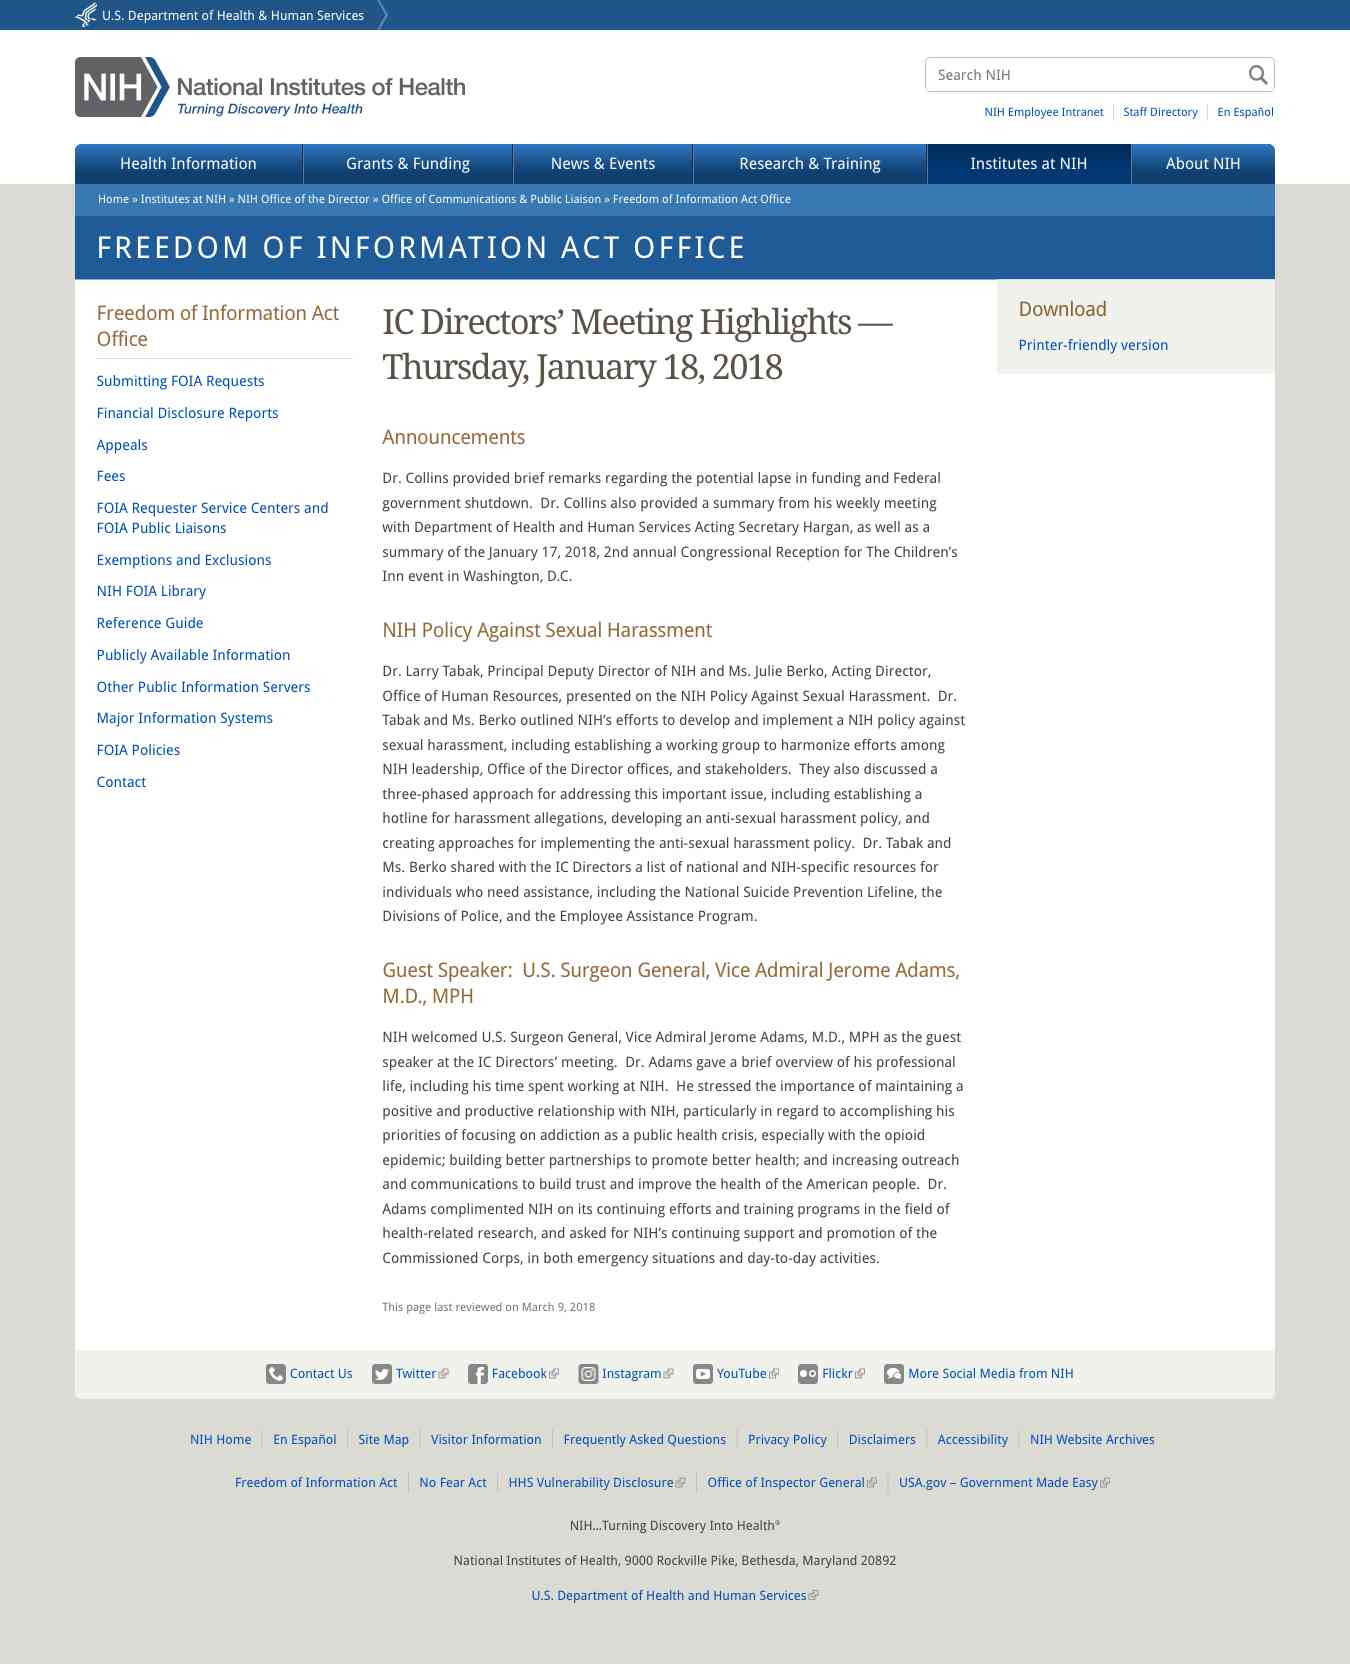 U.S. Department of Health & Human Services
NIH National Institutes of Health
Turning Discovery Into Health
Search NIH
NIH Employee Intranet Staff Directory En Español
Health Information Grants & Funding News & Events Research & Training Institutes at NIH About NIH
Home » Institutes at NIH » NIH Office of the Director » Office of Communications & Public Liaison » Freedom of Information Act Office
FREEDOM OF INFORMATION ACT OFFICE
Freedom of Information Act
Office
Submitting FOIA Requests
Financial Disclosure Reports
Appeals
Fees
FOIA Requester Service Centers and
FOIA Public Liaisons
Exemptions and Exclusions
NIH FOIA Library
Reference Guide
Publicly Available Information
Other Public Information Servers
Major Information Systems
FOIA Policies
Contact
IC Directors’ Meeting Highlights —
Thursday, January 18, 2018
Announcements
Dr. Collins provided brief remarks regarding the potential lapse in funding and Federal
government shutdown.  Dr. Collins also provided a summary from his weekly meeting
with Department of Health and Human Services Acting Secretary Hargan, as well as a
summary of the January 17, 2018, 2nd annual Congressional Reception for The Children’s
Inn event in Washington, D.C.
NIH Policy Against Sexual Harassment
Dr. Larry Tabak, Principal Deputy Director of NIH and Ms. Julie Berko, Acting Director,
Office of Human Resources, presented on the NIH Policy Against Sexual Harassment.  Dr.
Tabak and Ms. Berko outlined NIH’s efforts to develop and implement a NIH policy against
sexual harassment, including establishing a working group to harmonize efforts among
NIH leadership, Office of the Director offices, and stakeholders.  They also discussed a
three-phased approach for addressing this important issue, including establishing a
hotline for harassment allegations, developing an anti-sexual harassment policy, and
creating approaches for implementing the anti-sexual harassment policy.  Dr. Tabak and
Ms. Berko shared with the IC Directors a list of national and NIH-specific resources for
individuals who need assistance, including the National Suicide Prevention Lifeline, the
Divisions of Police, and the Employee Assistance Program.
Guest Speaker:  U.S. Surgeon General, Vice Admiral Jerome Adams,
M.D., MPH
NIH welcomed U.S. Surgeon General, Vice Admiral Jerome Adams, M.D., MPH as the guest
speaker at the IC Directors’ meeting.  Dr. Adams gave a brief overview of his professional
life, including his time spent working at NIH.  He stressed the importance of maintaining a
positive and productive relationship with NIH, particularly in regard to accomplishing his
priorities of focusing on addiction as a public health crisis, especially with the opioid
epidemic; building better partnerships to promote better health; and increasing outreach
and communications to build trust and improve the health of the American people.  Dr.
Adams complimented NIH on its continuing efforts and training programs in the field of
health-related research, and asked for NIH’s continuing support and promotion of the
Commissioned Corps, in both emergency situations and day-to-day activities.
This page last reviewed on March 9, 2018
Download
Printer-friendly version
Contact Us Twitter Facebook Instagram YouTube Flickr More Social Media from NIH
NIH Home En Español Site Map Visitor Information Frequently Asked Questions Privacy Policy Disclaimers Accessibility NIH Website Archives
Freedom of Information Act No Fear Act HHS Vulnerability Disclosure Office of Inspector General USA.gov – Government Made Easy
NIH…Turning Discovery Into Health®
National Institutes of Health, 9000 Rockville Pike, Bethesda, Maryland 20892
U.S. Department of Health and Human Services